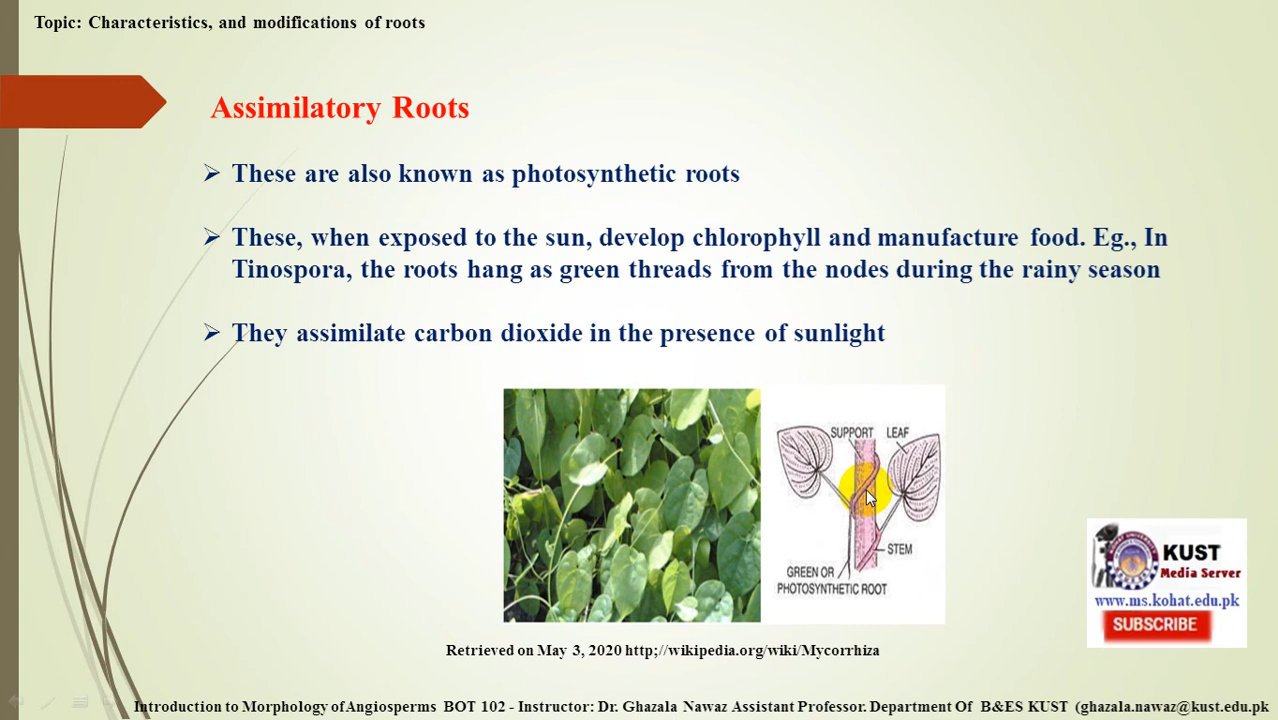 Topic: Characteristics, and modifications of roots
Assimilatory Roots
These are also known as photosynthetic roots
These, when exposed to the sun, develop chlorophyll and manufacture food. Eg., In
Tinospora, the roots hang as green threads from the nodes during the rainy season
They assimilate carbon dioxide in the presence of sunlight
SUPPORT LEAF
STEM
GREEN OR
PHOTOSYNTHETIC ROOT
KUST
Media Server
www.ms.kohat.edu.pk
SUBSCRIBE
Retrieved on May 3, 2020 http;//wikipedia.org/wiki/Mycorrhiza
Introduction to Morphology of Angiosperms BOT 102 - Instructor: Dr. Ghazala Nawaz Assistant Professor. Department Of B&ES KUST (ghazala.nawaz@kust.edu.pk